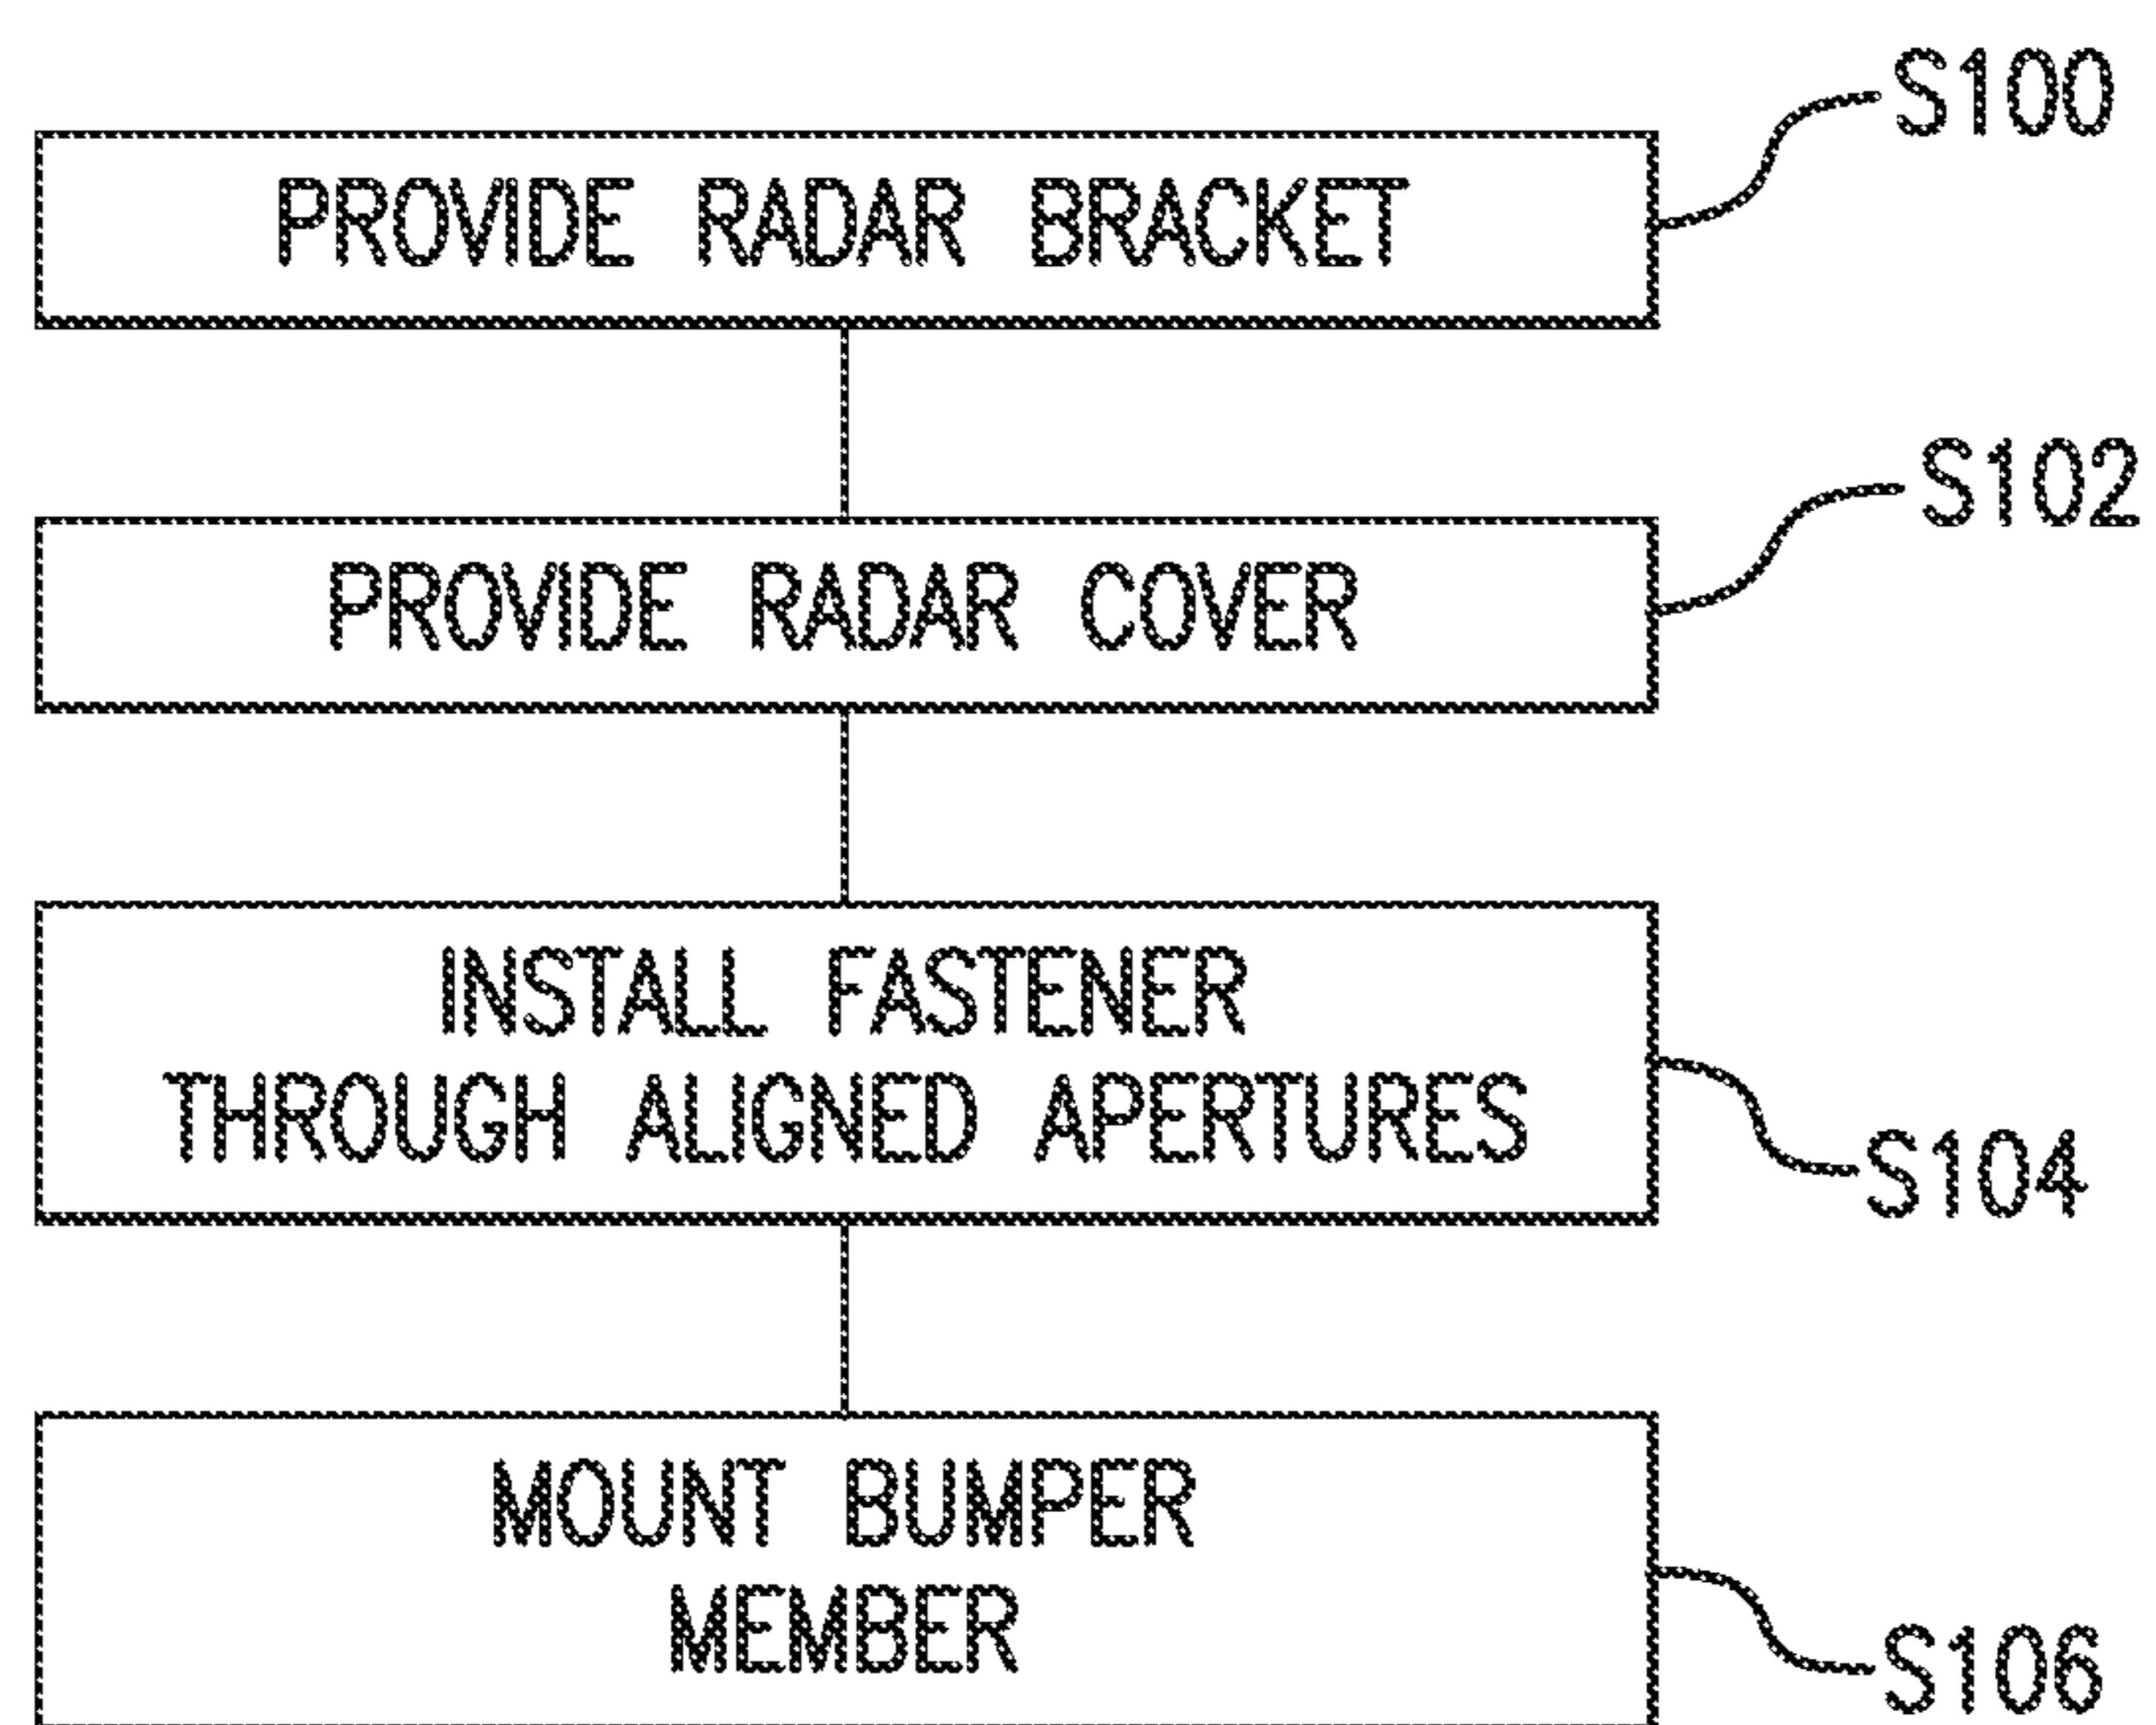 S100
PROVIDE RADAR BRACKET
S102
PROVIDE RADAR COVER
INSTALL FASTENER
THROUGH ALIGNED APERTURES
S104
MOUNT BUMPER
MEMBER
S106